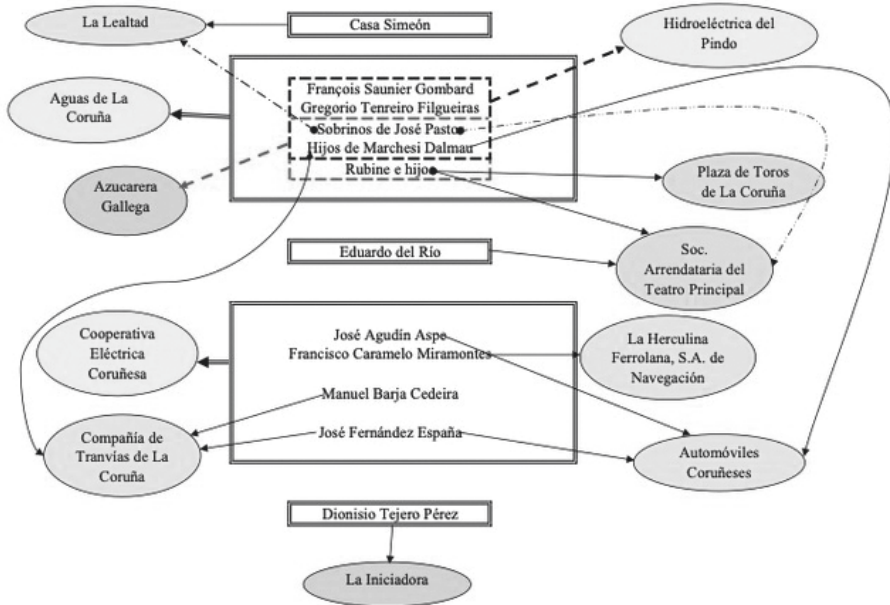 La Lealtad
Casa Simeón
Hidroeléctrica del
Pindo
François Saunier Gombard
Gregorio Tenreiro Filgueiras
Aguas de La
Coruña
Sobrinos de José Pasto
Hijos de Marchesi Dalmau
Rubine e hijo
Plaza de Toros
de La Coruña
Azucarera
Gallega
Eduardo del Río
Soc.
Arrendataria del
Teatro Principal
Cooperativa
Eléctrica
Coruñesa
José Agudín Aspe
Francisco Caramelo Miramontes
La Herculina
Ferrolana, S.A. de
Navegación
Manuel Barja Cedeira
José Fernández España
Compañía de
Tranvías de La
Coruña
Automóviles
Coruñeses
Dionisio Tejero Pérez
La Iniciadora